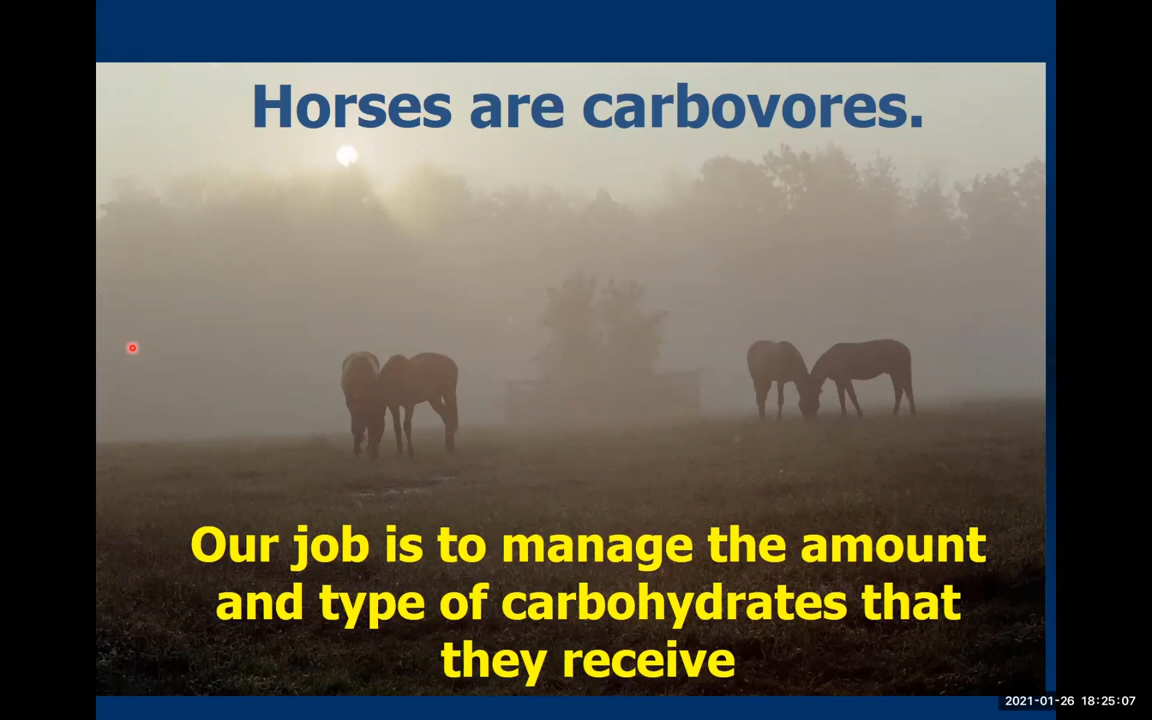 Horses are carbovores.
Our job is to manage the amount
and type of carbohydrates that
they receive
2021-01-26 18:25:07